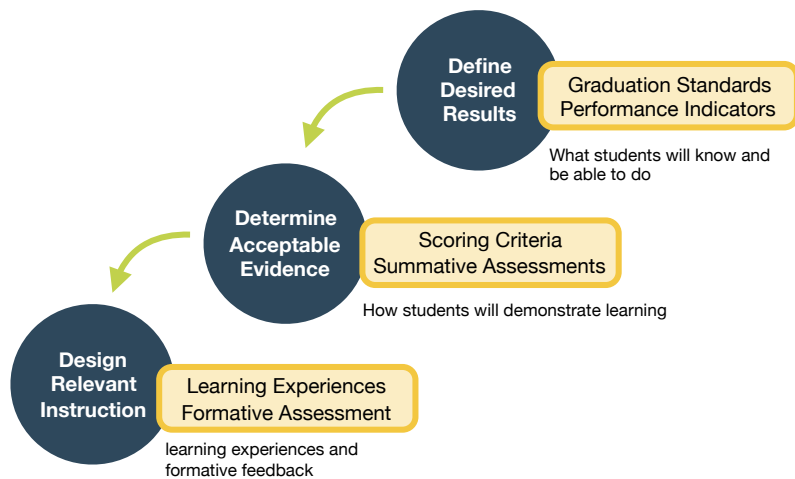 Define
Desired
Results
Graduation Standards
Performance Indicators
What students will know and
be able to do
Determine
Acceptable
Evidence
Scoring Criteria
Summative Assessments
How students will demonstrate learning
Design
Relevant
Instruction
Learning Experiences
Formative Assessment
learning experiences and
formative feedback